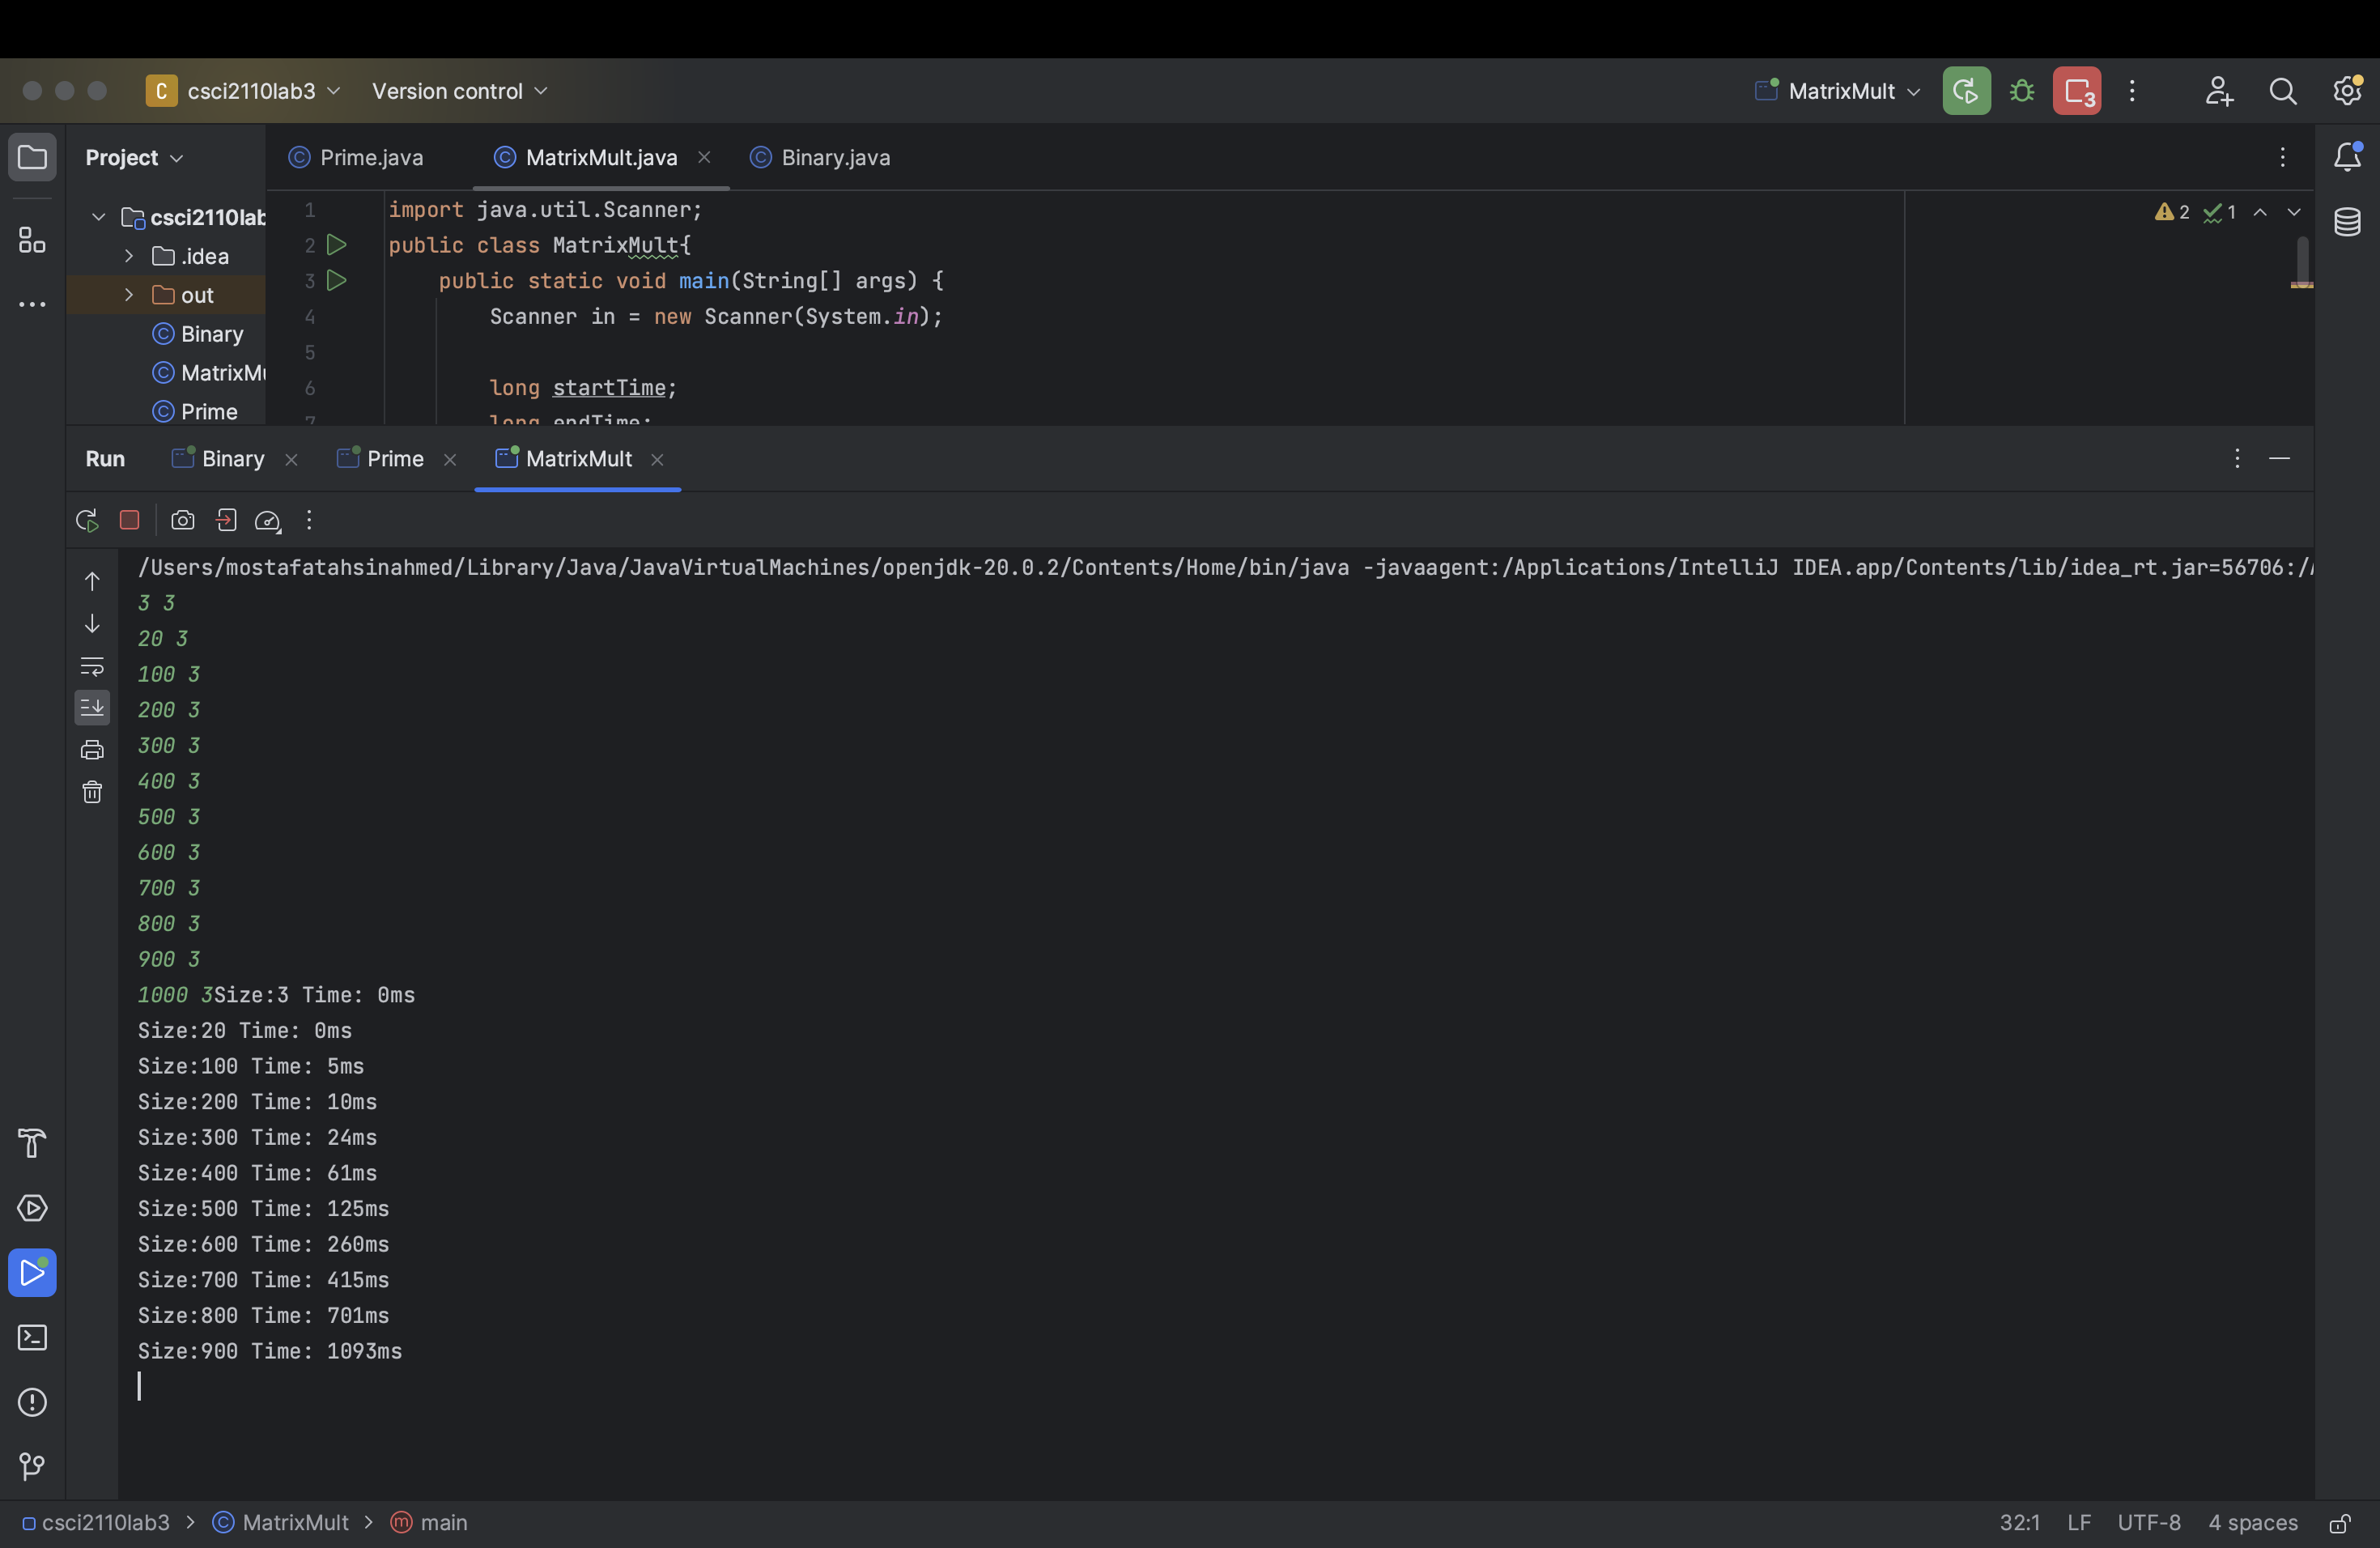 C csci2110lab3 Version control MatrixMult 3
Project Prime.java MatrixMult.java Binary.java
csci2110lab
.idea
out
Binary
MatrixMu
Prime
1 import java.util.Scanner;
2 public class MatrixMult{
3 public static void main(String[] args) {
4 Scanner in = new Scanner(System.in);
5
6 long startTime;
7 long endTime;
2 1
Run Binary Prime MatrixMult
/Users/mostafatahsinahmed/Library/Java/JavaVirtualMachines/openjdk-20.0.2/Contents/Home/bin/java -javaagent:/Applications/IntelliJ IDEA.app/Contents/lib/idea_rt.jar=56706:/
3 3
20 3
100 3
200 3
300 3
400 3
500 3
600 3
700 3
800 3
900 3
1000 3Size:3 Time: 0ms
Size:20 Time: 0ms
Size:100 Time: 5ms
Size:200 Time: 10ms
Size:300 Time: 24ms
Size:400 Time: 61ms
Size:500 Time: 125ms
Size:600 Time: 260ms
Size:700 Time: 415ms
Size:800 Time: 701ms
Size:900 Time: 1093ms
csci2110lab3 > MatrixMult > main 32:1 LF UTF-8 4 spaces